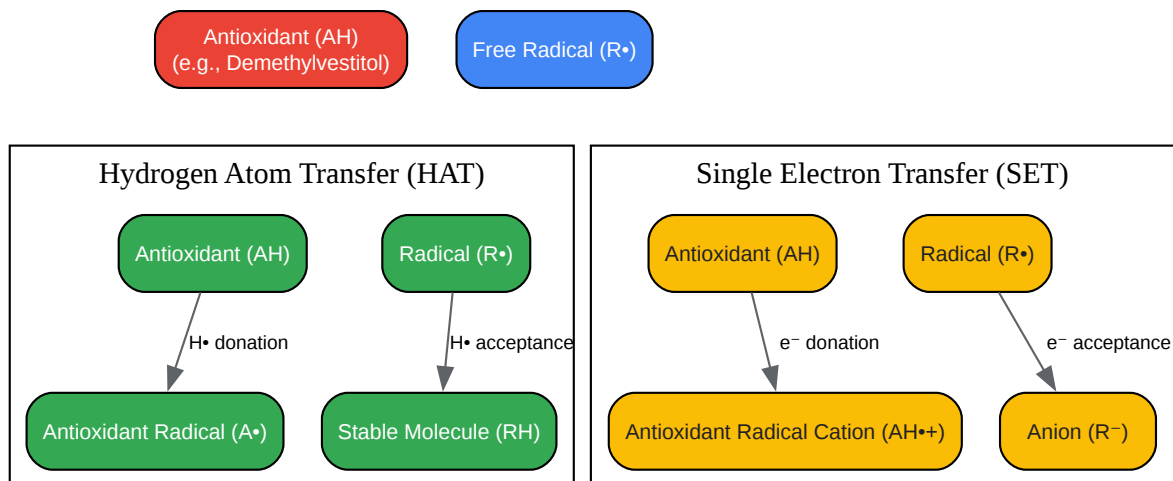 Antioxidant (AH)
(e.g., Demethylvestitol)
Free Radical (R•)
Hydrogen Atom Transfer (HAT)
Antioxidant (AH)
Radical (R•)
H• donation
H• acceptance
Antioxidant Radical (A•)
Stable Molecule (RH)
Single Electron Transfer (SET)
Antioxidant (AH)
Radical (R•)
e⁻ donation
e⁻ acceptance
Antioxidant Radical Cation (AH•+)
Anion (R⁻)